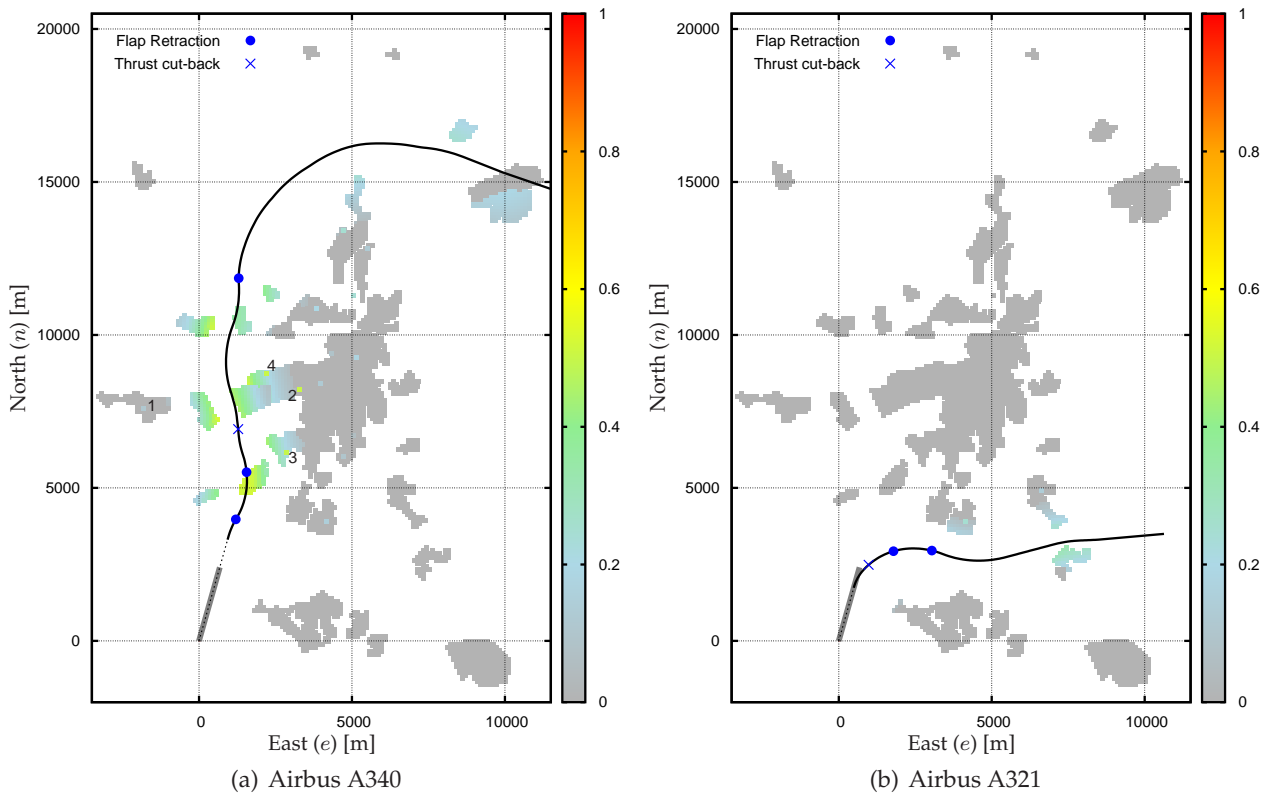 20000
15000
10000
5000
0
North (n) [m]
Flap Retraction
Thrust cut-back
4
1
2
3
0 5000 10000
East (e) [m]
1
0.8
0.6
0.4
0.2
0
(a) Airbus A340
20000
15000
10000
5000
0
North (n) [m]
Flap Retraction
Thrust cut-back
0 5000 10000
East (e) [m]
1
0.8
0.6
0.4
0.2
0
(b) Airbus A321